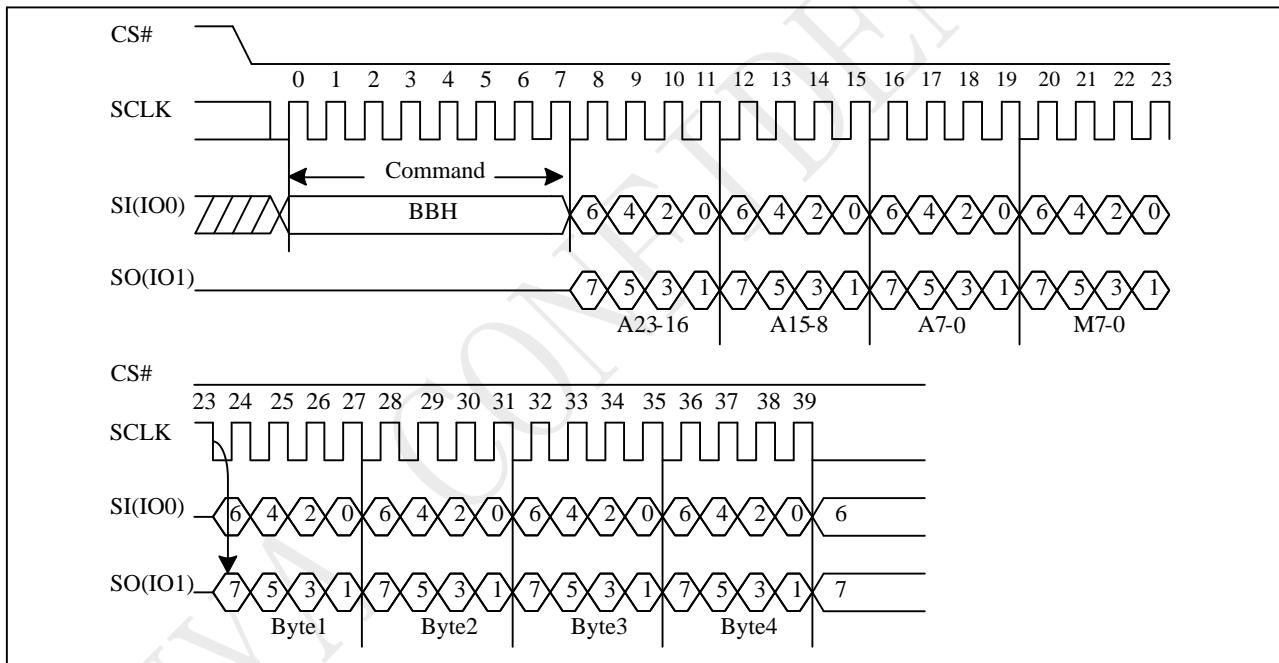 CS#
0 1 2 3 4 5 6 7 8 9 10 11 12 13 14 15 16 17 18 19 20 21 22 23
SCLK
Command
SI(IO0) BBH 6 4 2 0 6 4 2 0 6 4 2 0 6 4 2 0
SO(IO1) 7 5 3 1 7 5 3 1 7 5 3 1 7 5 3 1
A23-16 A15-8 A7-0 M7-0
CS#
23 24 25 26 27 28 29 30 31 32 33 34 35 36 37 38 39
SCLK
SI(IO0) 6 4 2 0 6 4 2 0 6 4 2 0 6 4 2 0 6
SO(IO1) 7 5 3 1 7 5 3 1 7 5 3 1 7 5 3 1 7
Byte1 Byte2 Byte3 Byte4